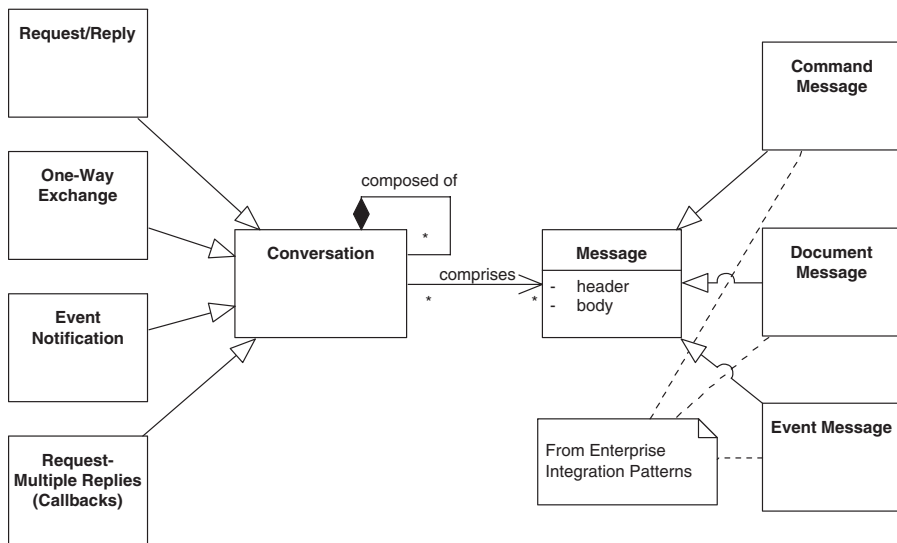 Request/Reply
One-Way
Exchange
Event
Notification
Request-
Multiple Replies
(Callbacks)
composed of
*
Conversation
comprises
*
*
Message
- header
- body
Command
Message
Document
Message
Event Message
From Enterprise
Integration Patterns